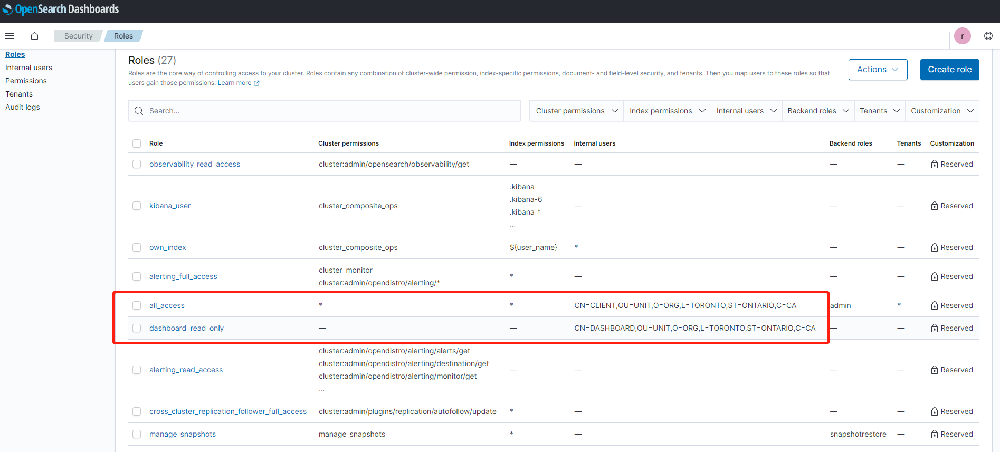 OpenSearch Dashboards
Security
Roles
r
Roles
Internal users
Permissions
Tenants
Audit logs
Roles (27)
Roles are the core way of controlling access to your cluster. Roles contain any combination of cluster-wide permission, index-specific permissions, document- and field-level security, and tenants. Then you map users to these roles so that
users gain those permissions. Learn more
Actions
Create role
Search...
Cluster permissions
Index permissions
Internal users
Backend roles
Tenants
Customization
Role Cluster permissions Index permissions Internal users Backend roles Tenants Customization
observability_read_access cluster:admin/opensearch/observability/get — — — — Reserved
.kibana
.kibana-6
kibana_user cluster_composite_ops — — — Reserved
.kibana_*
...
own_index cluster_composite_ops ${user_name} * — — Reserved
cluster_monitor
alerting_full_access * — — — Reserved
cluster:admin/opendistro/alerting/*
all_access * * CN=CLIENT,OU=UNIT,O=ORG,L=TORONTO,ST=ONTARIO,C=CA admin * Reserved
dashboard_read_only — — CN=DASHBOARD,OU=UNIT,O=ORG,L=TORONTO,ST=ONTARIO,C=CA — — Reserved
cluster:admin/opendistro/alerting/alerts/get
cluster:admin/opendistro/alerting/destination/get
alerting_read_access — — — — Reserved
cluster:admin/opendistro/alerting/monitor/get
...
cross_cluster_replication_follower_full_access cluster:admin/plugins/replication/autofollow/update * — — — Reserved
manage_snapshots manage_snapshots * — snapshotrestore — Reserved